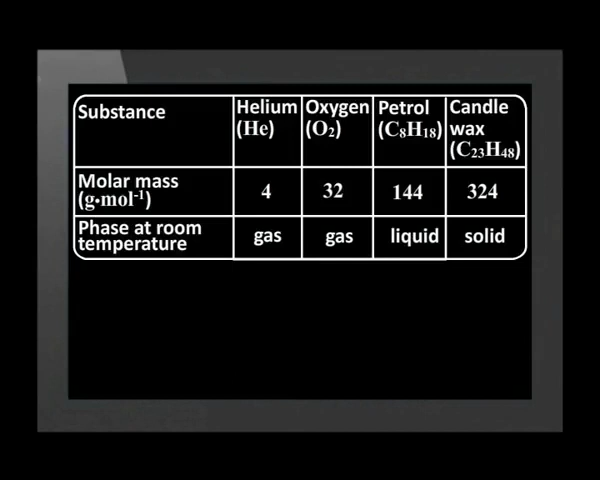 Substance Helium Oxygen Petrol Candle
(He) (O₂) (C₈H₁₈) wax
(C₂₃H₄₈)
Molar mass
(g•mol⁻¹) 4 32 144 324
Phase at room
temperature gas gas liquid solid